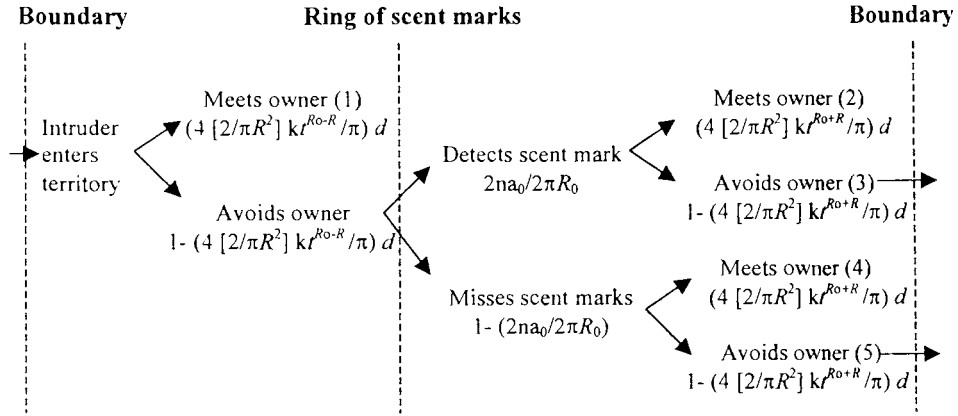 Boundary
Ring of scent marks
Boundary
Intruder
enters
territory
Meets owner (1)
(4 [2/πR²] kt^{Ro-R}/π) d
Avoids owner
1- (4 [2/πR²] kt^{Ro-R}/π) d
Detects scent mark
2na₀/2πR₀
Misses scent marks
1- (2na₀/2πR₀)
Meets owner (2)
(4 [2/πR²] kt^{Ro+R}/π) d
Avoids owner (3)
1- (4 [2/πR²] kt^{Ro+R}/π) d
Meets owner (4)
(4 [2/πR²] kt^{Ro+R}/π) d
Avoids owner (5)
1- (4 [2/πR²] kt^{Ro+R}/π) d